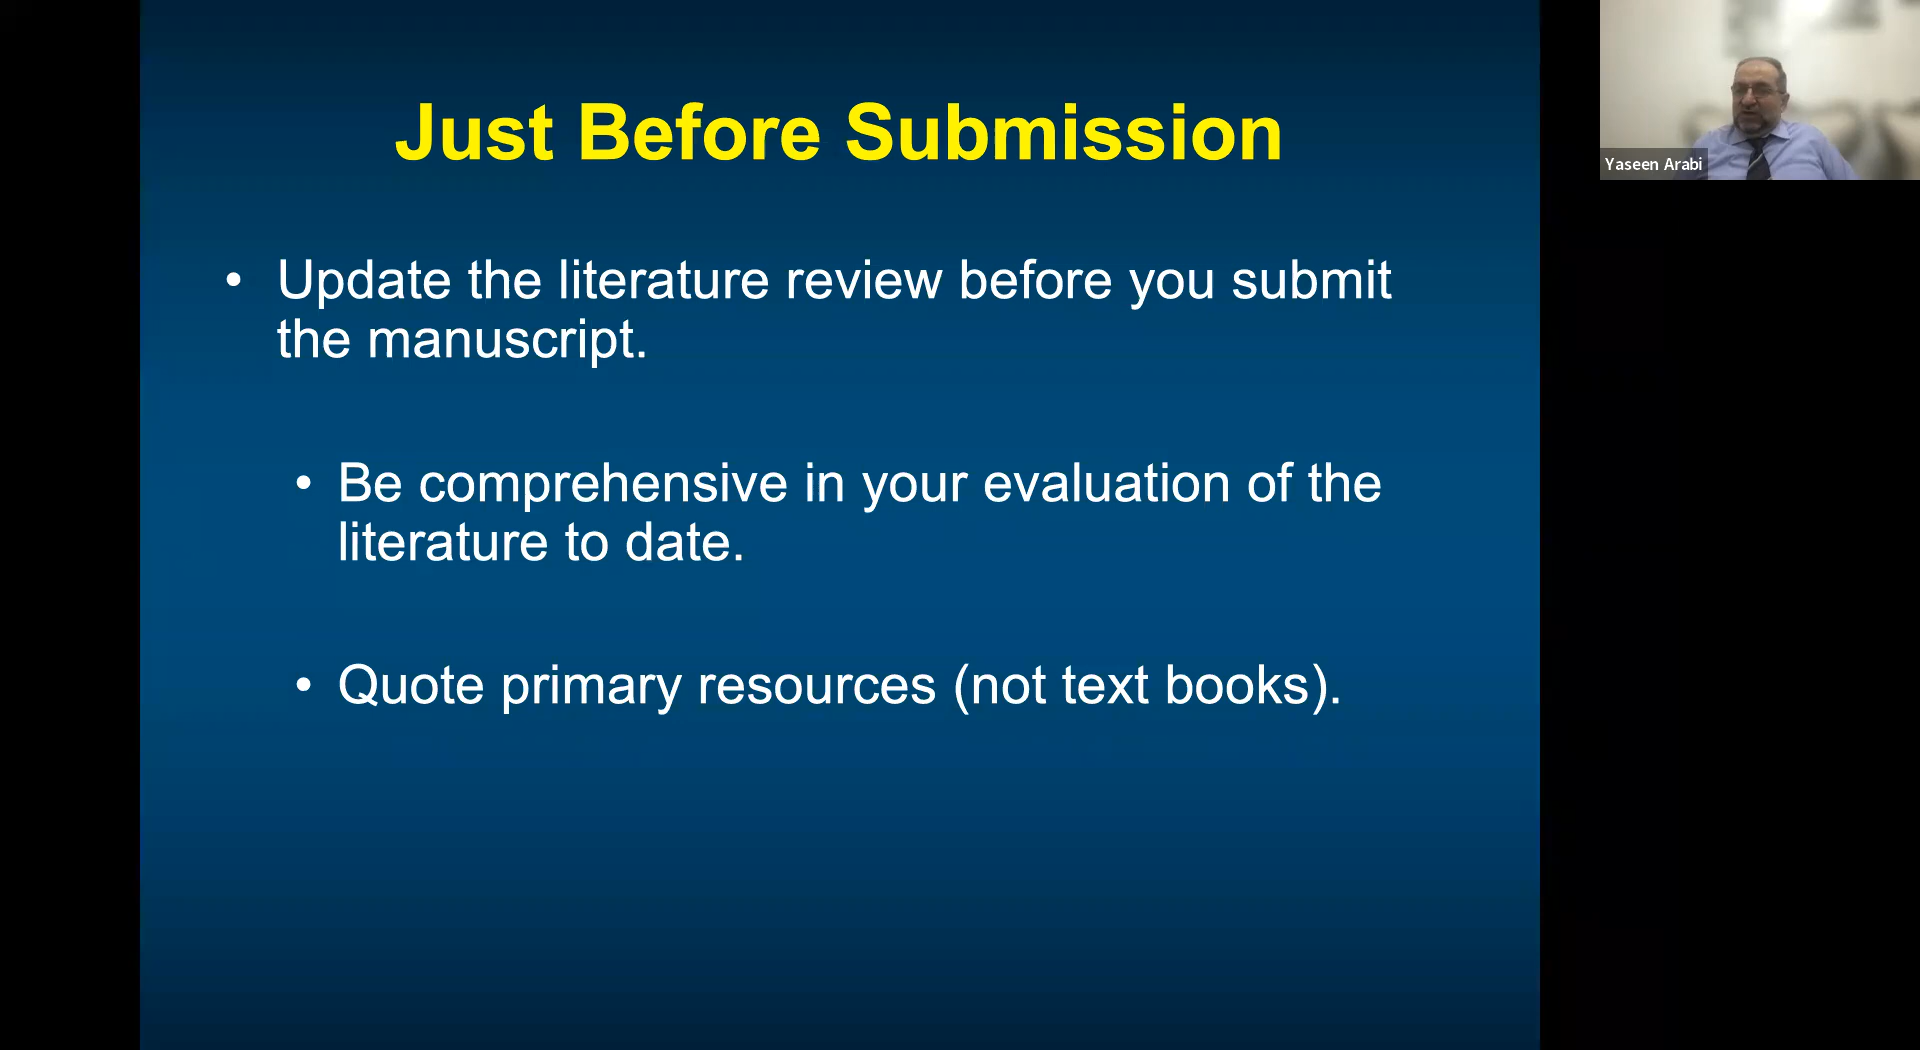 Just Before Submission
• Update the literature review before you submit
the manuscript.
• Be comprehensive in your evaluation of the
literature to date.
• Quote primary resources (not text books).
Yaseen Arabi